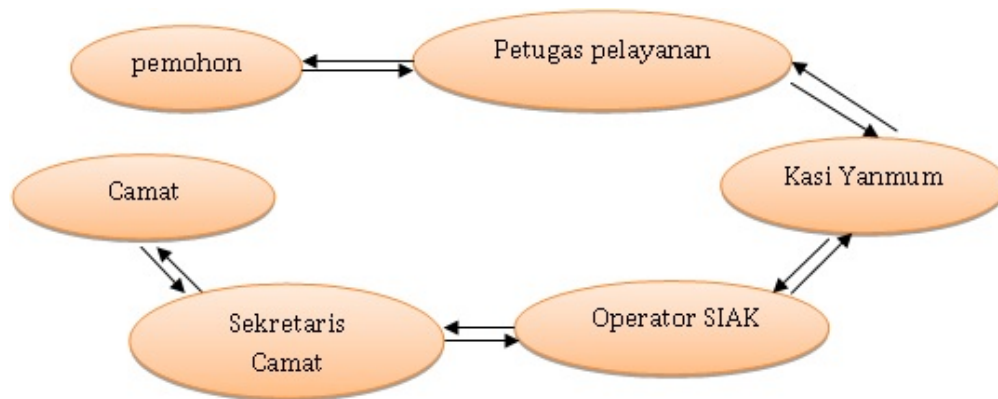 pemohon
Petugas pelayanan
Kasi Yanmum
Camat
Sekretaris
Camat
Operator SIAK